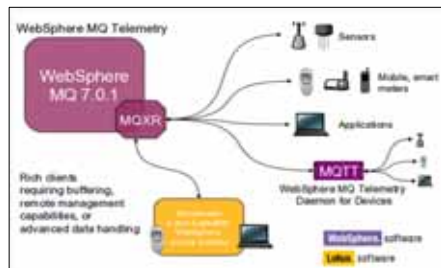 WebSphere MQ Telemetry
WebSphere
MQ 7.0.1
MQXR
Sensors
Mobile, smart
meters
Applications
MQTT
WebSphere MQ Telemetry
Daemon for Devices
Rich clients
requiring buffering,
remote management
capabilities, or
advanced data handling
WebSphere. software
Lotus. software